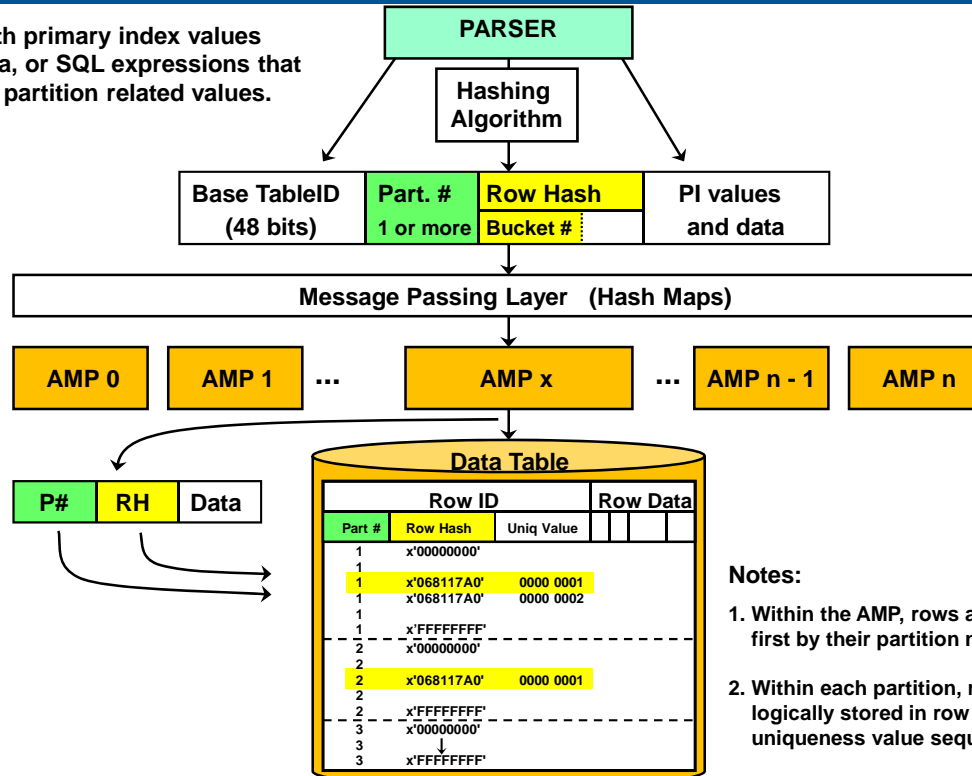 th primary index values
a, or SQL expressions that
partition related values.
PARSER
Hashing
Algorithm
Base TableID
(48 bits)
Part. #
1 or more
Row Hash
Bucket #
PI values
and data
Message Passing Layer (Hash Maps)
AMP 0
AMP 1
...
AMP x
...
AMP n - 1
AMP n
P#
RH
Data
Data Table
Row ID
Row Data
Part #
Row Hash
Uniq Value
1 x'00000000'
1
1 x'068117A0' 0000 0001
1 x'068117A0' 0000 0002
1
1 x'FFFFFFFF'
2 x'00000000'
2
2 x'068117A0' 0000 0001
2
2 x'FFFFFFFF'
3 x'00000000'
3
3 x'FFFFFFFF'
Notes:
1. Within the AMP, rows a
first by their partition
2. Within each partition,
logically stored in row
uniqueness value sequ